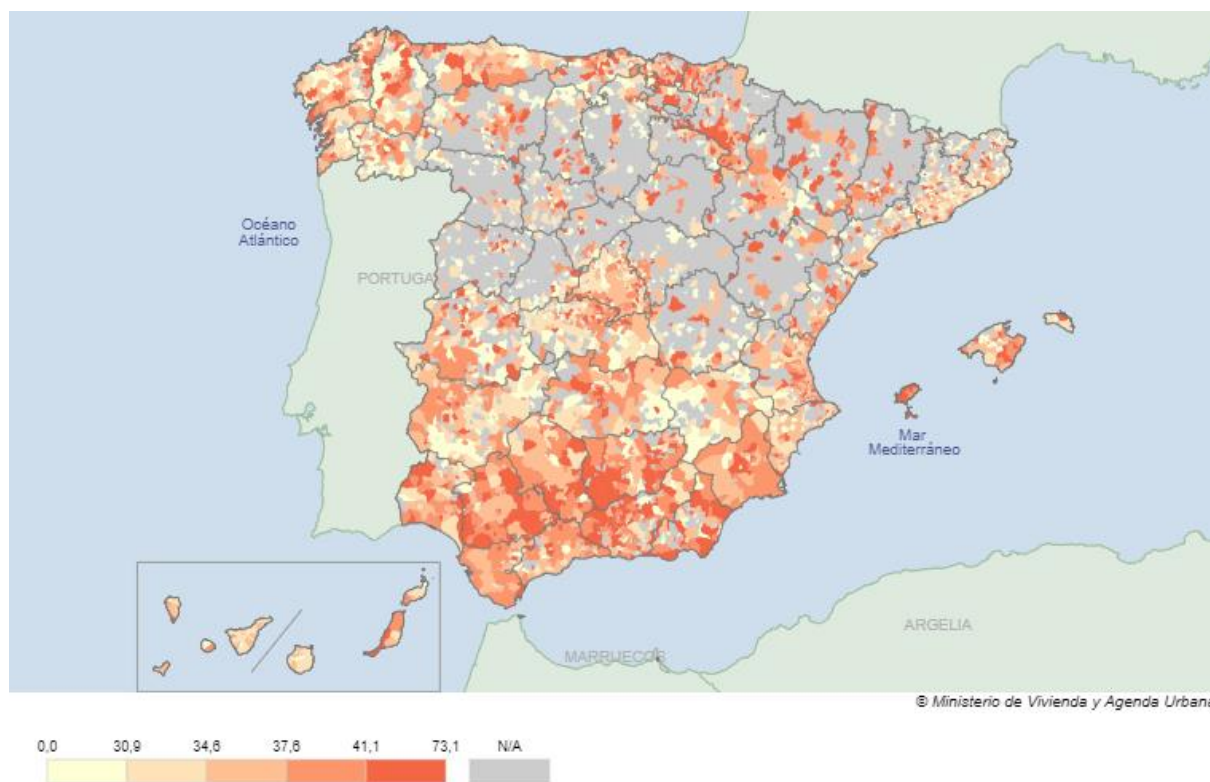 Océano
Atlántico
PORTUGA
Mar
Mediterráneo
ARGELIA
MARRUECOS
© Ministerio de Vivienda y Agenda Urbana
0,0 30,9 34,6 37,6 41,1 73,1 N/A